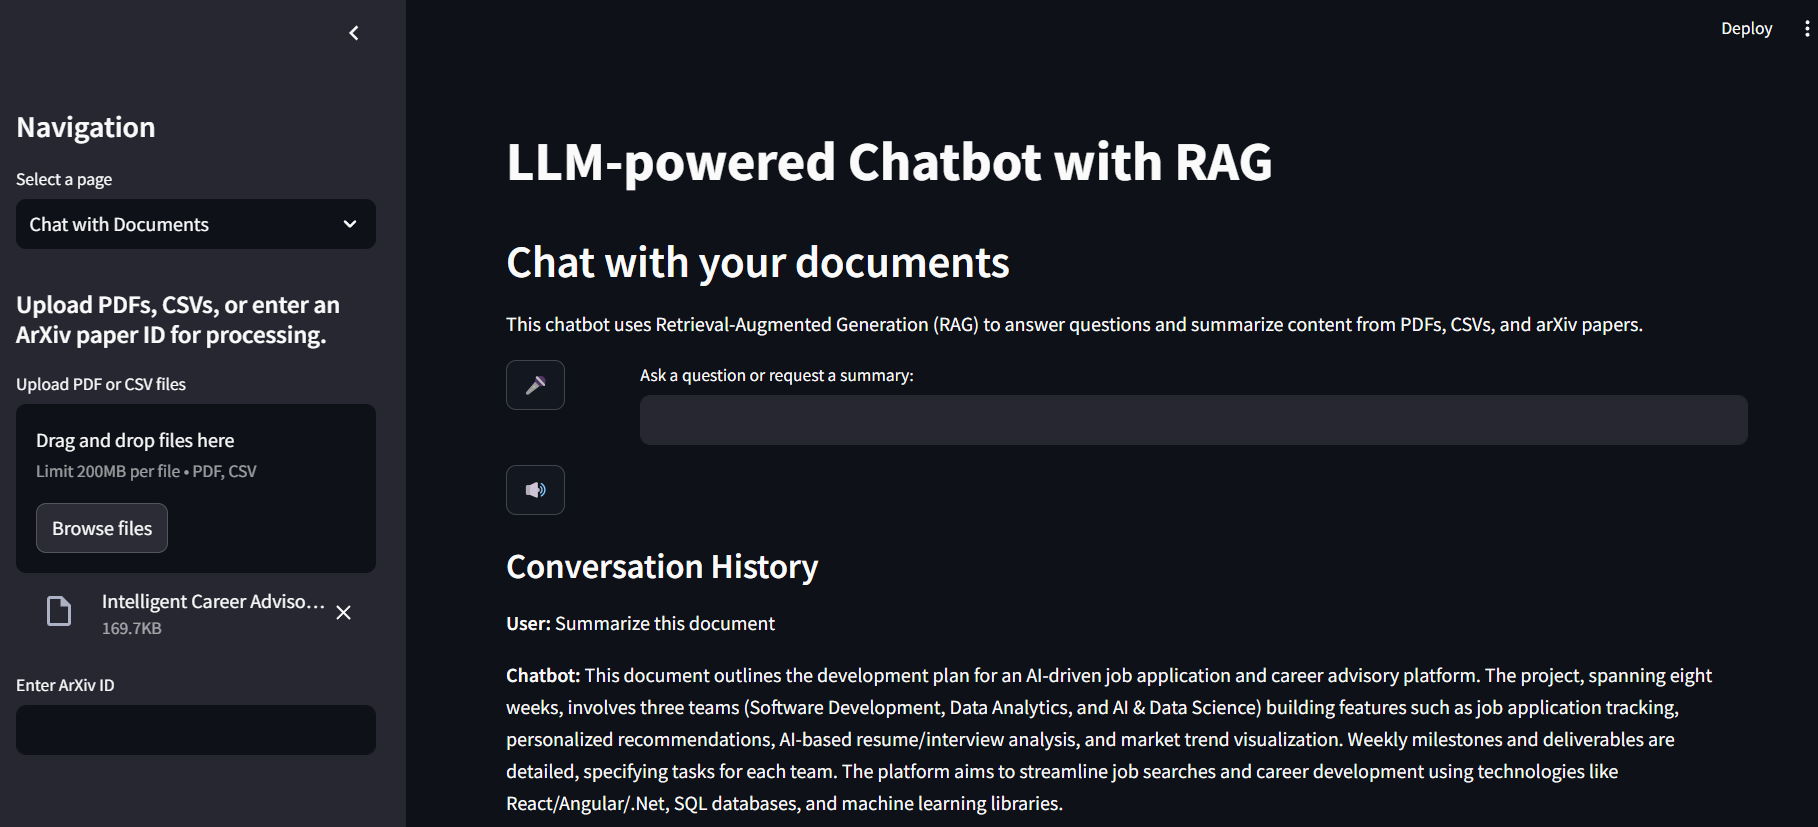 Deploy
Navigation
Select a page
Chat with Documents
Upload PDFs, CSVs, or enter an
ArXiv paper ID for processing.
Upload PDF or CSV files
Drag and drop files here
Limit 200MB per file • PDF, CSV
Browse files
Intelligent Career Adviso...
169.7KB
Enter ArXiv ID
LLM-powered Chatbot with RAG
Chat with your documents
This chatbot uses Retrieval-Augmented Generation (RAG) to answer questions and summarize content from PDFs, CSVs, and arXiv papers.
Ask a question or request a summary:
Conversation History
User: Summarize this document
Chatbot: This document outlines the development plan for an AI-driven job application and career advisory platform. The project, spanning eight
weeks, involves three teams (Software Development, Data Analytics, and AI & Data Science) building features such as job application tracking,
personalized recommendations, AI-based resume/interview analysis, and market trend visualization. Weekly milestones and deliverables are
detailed, specifying tasks for each team. The platform aims to streamline job searches and career development using technologies like
React/Angular/.Net, SQL databases, and machine learning libraries.